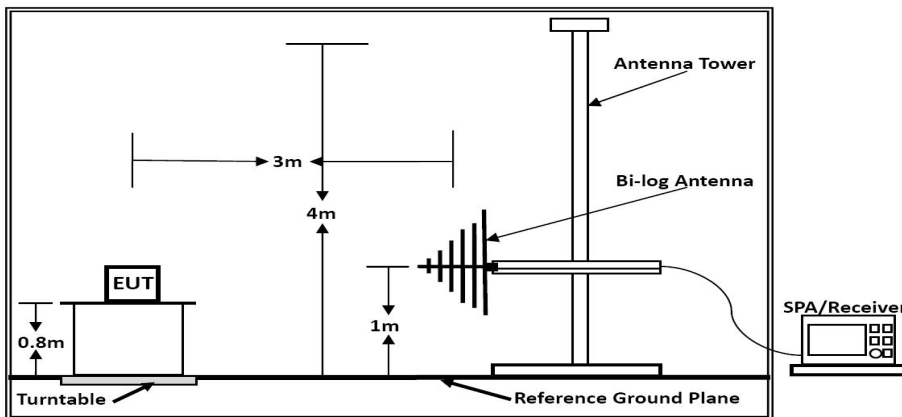 Antenna Tower
3m
Bi-log Antenna
4m
EUT
SPA/Receiver
0.8m
1m
Turntable
Reference Ground Plane